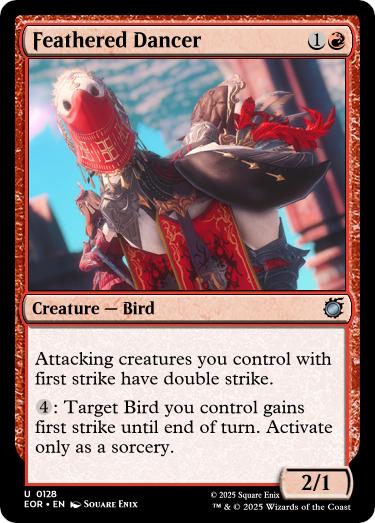 Feathered Dancer 1
Creature — Bird
Attacking creatures you control with
first strike have double strike.
4: Target Bird you control gains
first strike until end of turn. Activate
only as a sorcery.
2/1
U 0128
EOR • EN SQUARE ENIX
© 2025 Square Enix
™ & © 2025 Wizards of the Coast